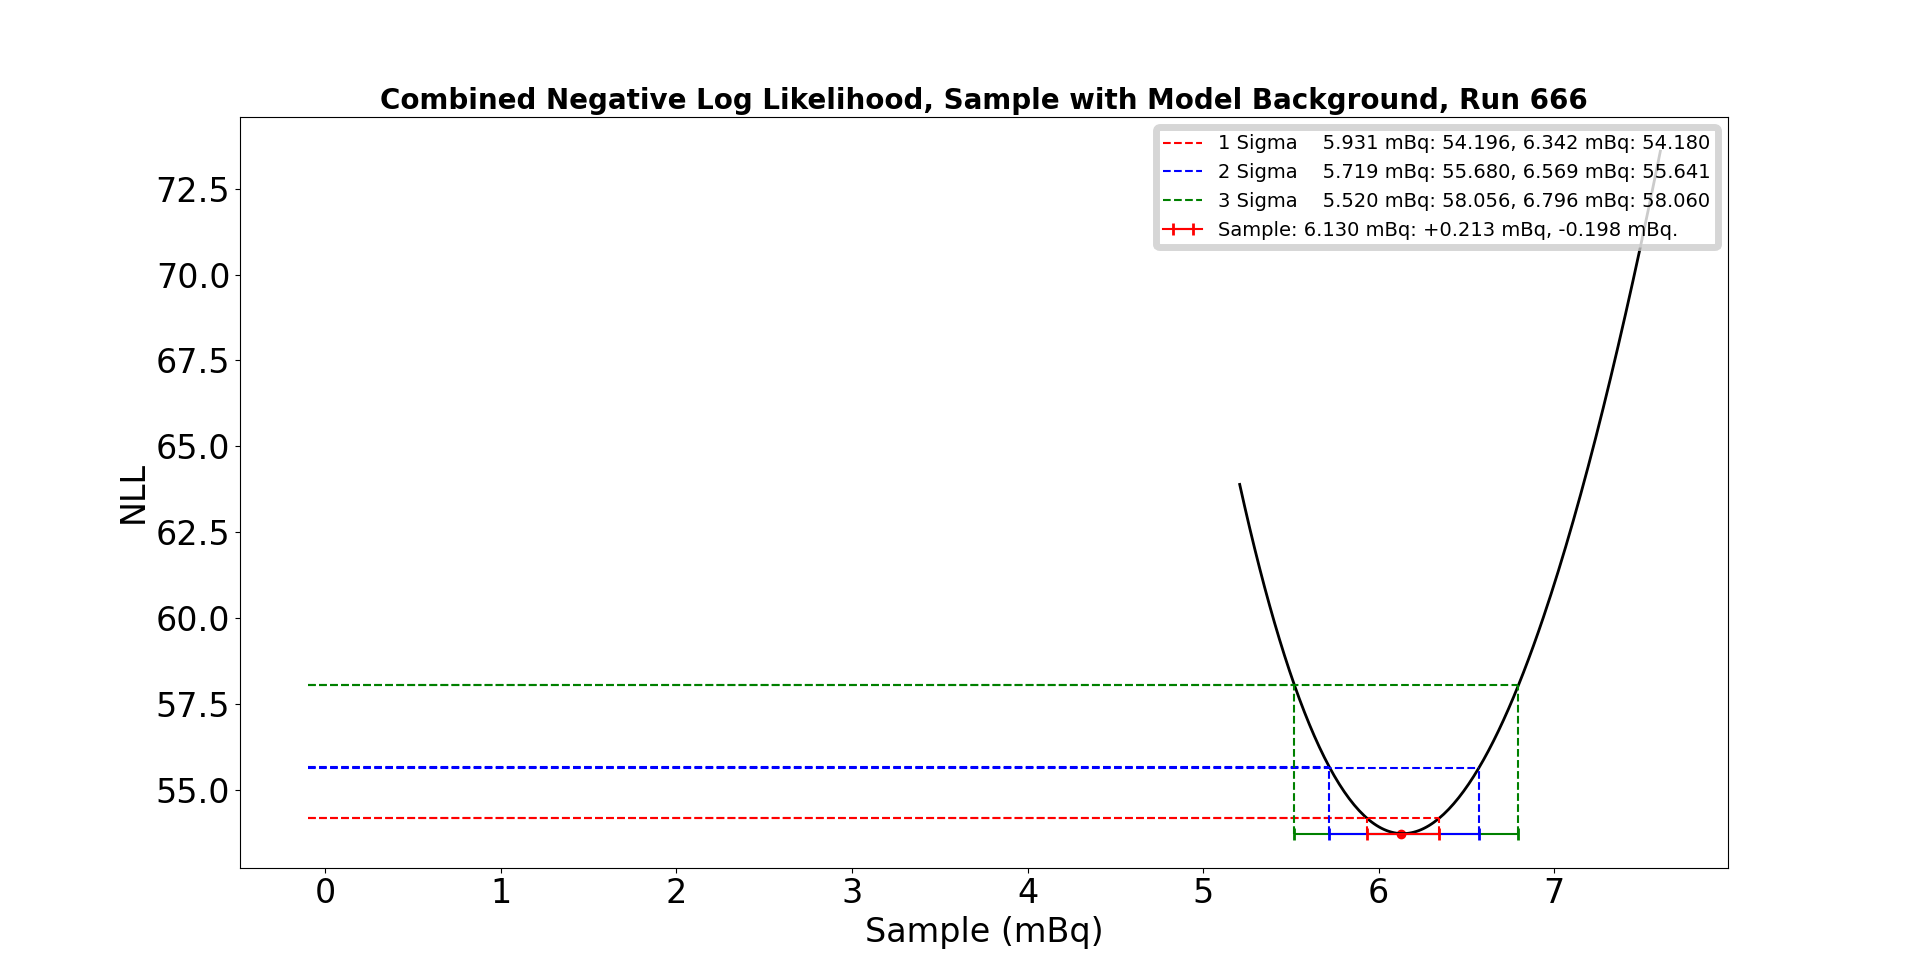 Combined Negative Log Likelihood, Sample with Model Background, Run 666
1 Sigma    5.931 mBq: 54.196, 6.342 mBq: 54.180
2 Sigma    5.719 mBq: 55.680, 6.569 mBq: 55.641
3 Sigma    5.520 mBq: 58.056, 6.796 mBq: 58.060
Sample: 6.130 mBq: +0.213 mBq, -0.198 mBq.
NLL
72.5
70.0
67.5
65.0
62.5
60.0
57.5
55.0
0 1 2 3 4 5 6 7
Sample (mBq)